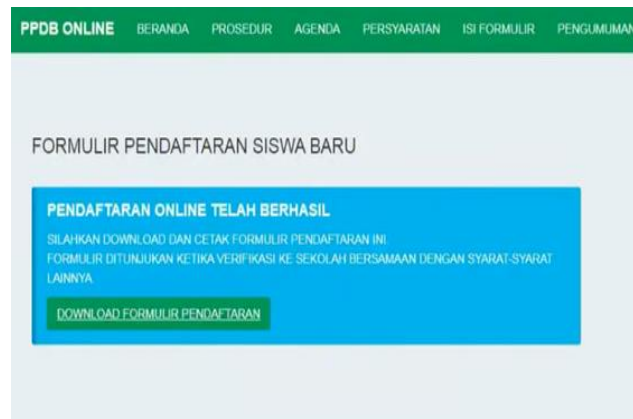 PPDB ONLINE BERANDA PROSEDUR AGENDA PERSYARATAN ISI FORMULIR PENGUMUMAN
FORMULIR PENDAFTARAN SISWA BARU
PENDAFTARAN ONLINE TELAH BERHASIL
SILAHKAN DOWNLOAD DAN CETAK FORMULIR PENDAFTARAN INI.
FORMULIR DITUNJUKAN KETIKA VERIFIKASI KE SEKOLAH BERSAMAAN DENGAN SYARAT-SYARAT
LAINNYA
DOWNLOAD FORMULIR PENDAFTARAN